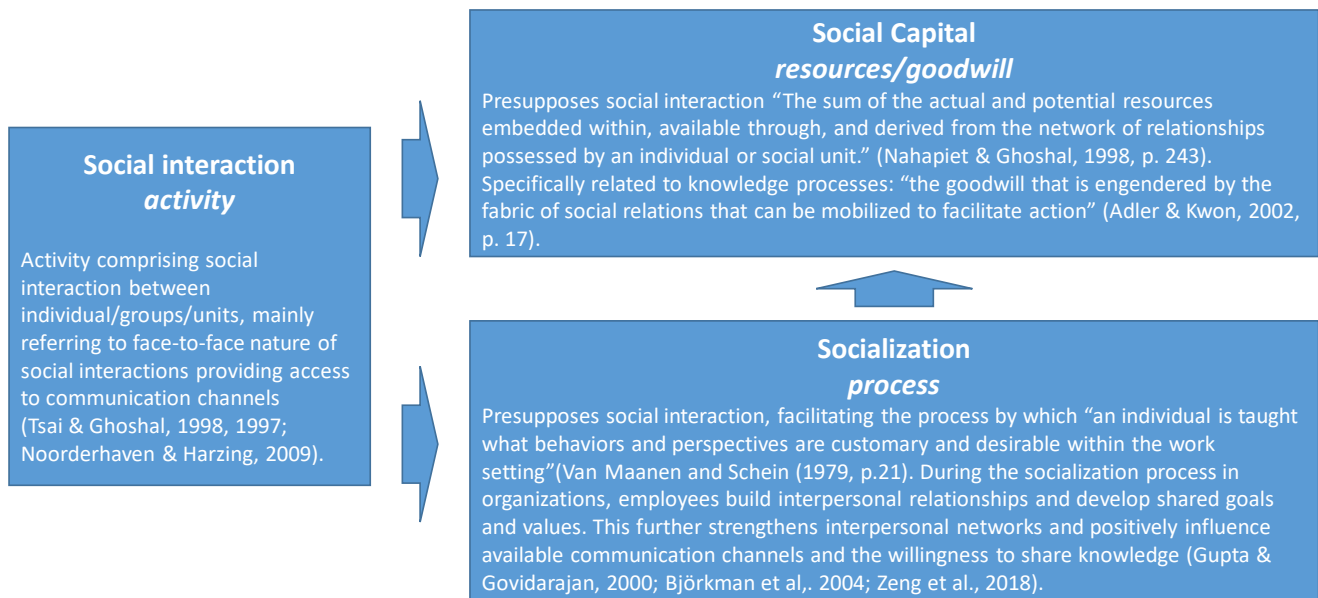 Social interaction
activity
Activity comprising social
interaction between
individual/groups/units, mainly
referring to face-to-face nature of
social interactions providing access
to communication channels
(Tsai & Ghoshal, 1998, 1997;
Noorderhaven & Harzing, 2009).
Social Capital
resources/goodwill
Presupposes social interaction “The sum of the actual and potential resources
embedded within, available through, and derived from the network of relationships
possessed by an individual or social unit.” (Nahapiet & Ghoshal, 1998, p. 243).
Specifically related to knowledge processes: “the goodwill that is engendered by the
fabric of social relations that can be mobilized to facilitate action” (Adler & Kwon, 2002,
p. 17).
Socialization
process
Presupposes social interaction, facilitating the process by which “an individual is taught
what behaviors and perspectives are customary and desirable within the work
setting”(Van Maanen and Schein (1979, p.21). During the socialization process in
organizations, employees build interpersonal relationships and develop shared goals
and values. This further strengthens interpersonal networks and positively influence
available communication channels and the willingness to share knowledge (Gupta &
Govidarajan, 2000; Björkman et al,. 2004; Zeng et al., 2018).